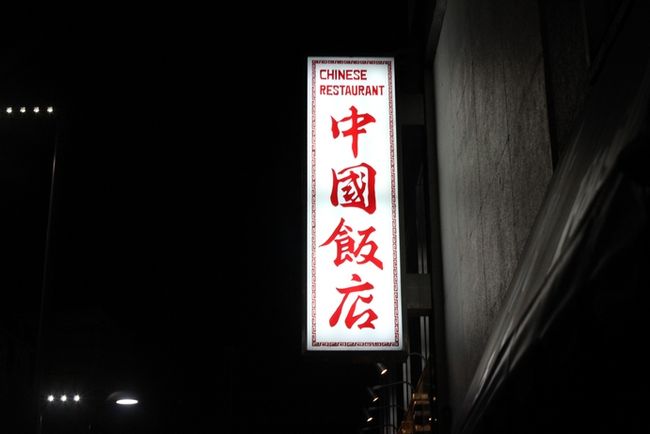 CHINESE
RESTAURANT
中國飯店